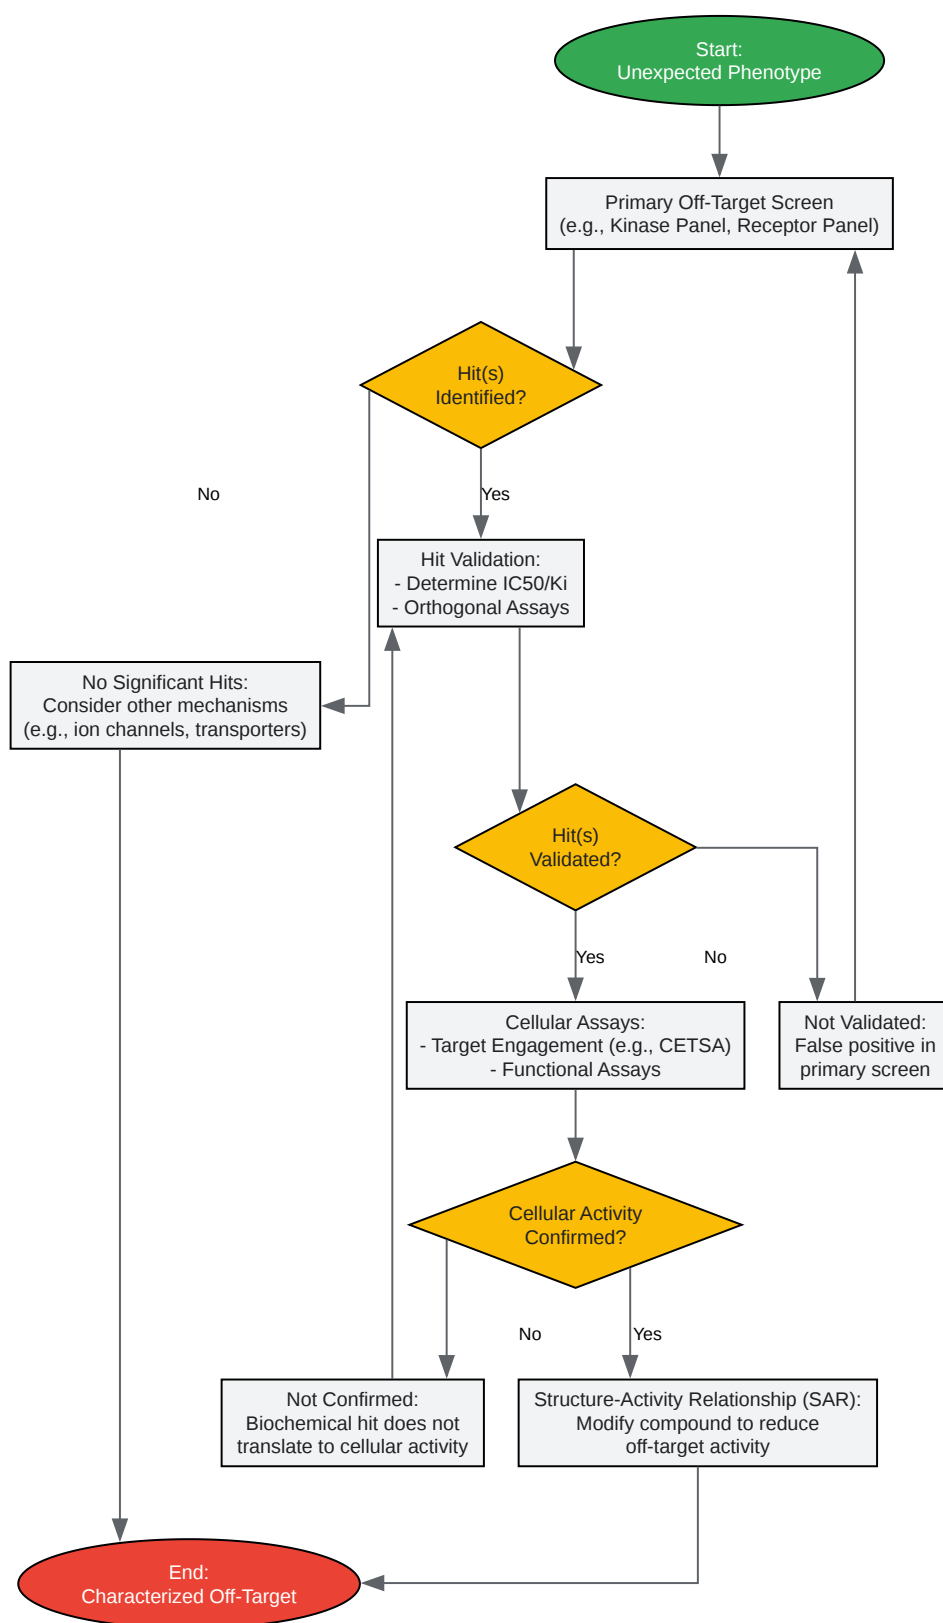 Start:
Unexpected Phenotype
Primary Off-Target Screen
(e.g., Kinase Panel, Receptor Panel)
Hit(s)
Identified?
No
Yes
Hit Validation:
- Determine IC50/Ki
- Orthogonal Assays
No Significant Hits:
Consider other mechanisms
(e.g., ion channels, transporters)
Hit(s)
Validated?
Yes
No
Cellular Assays:
- Target Engagement (e.g., CETSA)
- Functional Assays
Not Validated:
False positive in
primary screen
Cellular Activity
Confirmed?
No
Yes
Not Confirmed:
Biochemical hit does not
translate to cellular activity
Structure-Activity Relationship (SAR):
Modify compound to reduce
off-target activity
End:
Characterized Off-Target